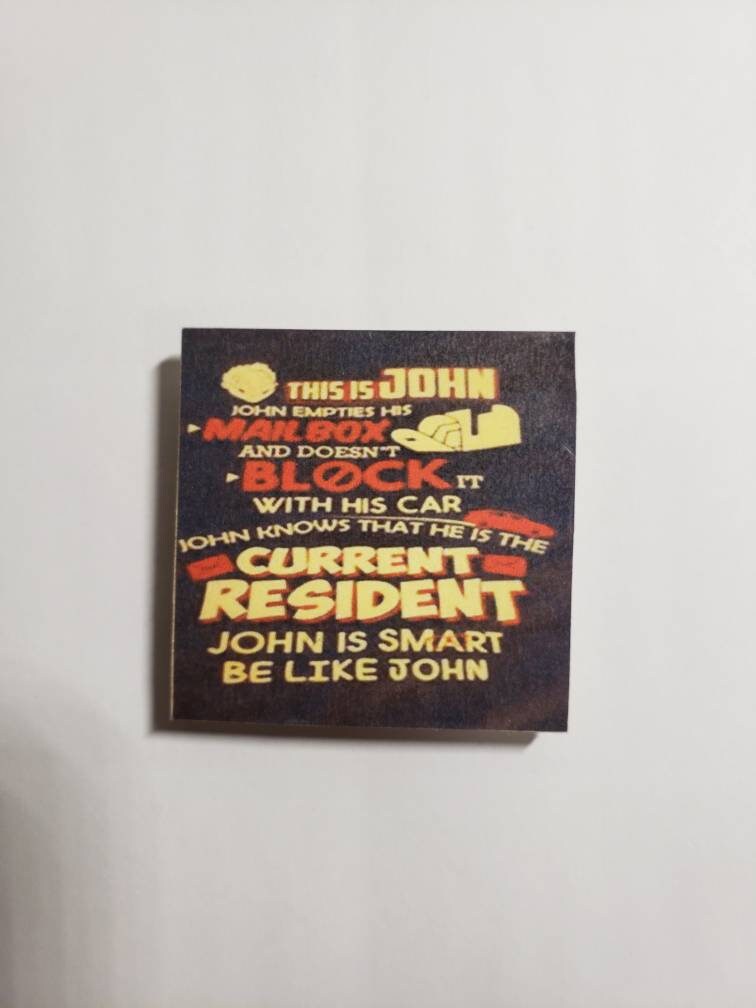 THIS IS JOHN
JOHN EMPTIES HIS
MAILBOX
AND DOESN'T
BLOCK IT
WITH HIS CAR
JOHN KNOWS THAT HE IS THE
CURRENT
RESIDENT
JOHN IS SMART
BE LIKE JOHN